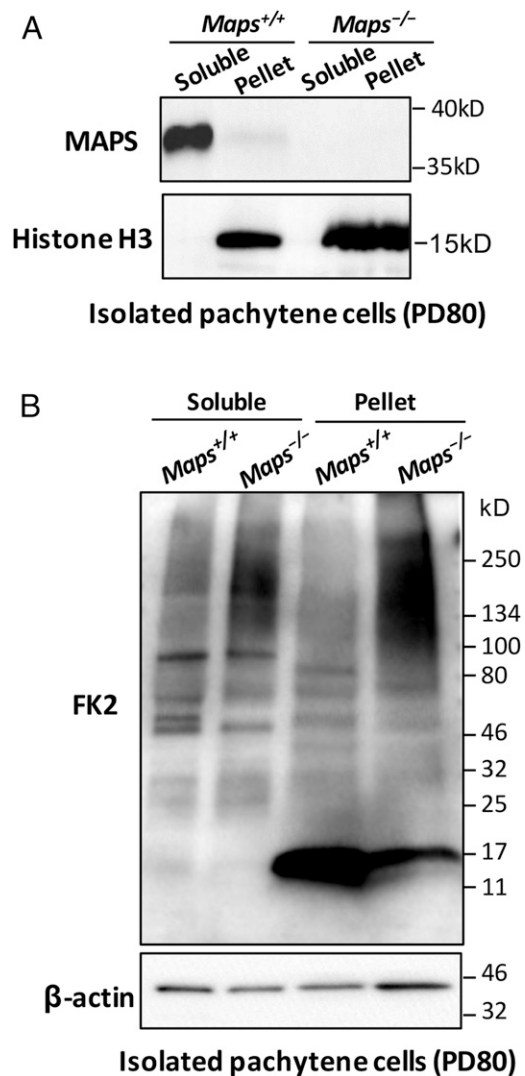 A
Maps+/+ Maps−/−
Soluble Pellet Soluble Pellet
MAPS
40kD
35kD
Histone H3
15kD
Isolated pachytene cells (PD80)
B
Soluble Pellet
Maps+/+ Maps−/− Maps+/+ Maps−/−
kD
250
134
100
80
FK2
46
32
25
17
11
β-actin
46
32
Isolated pachytene cells (PD80)